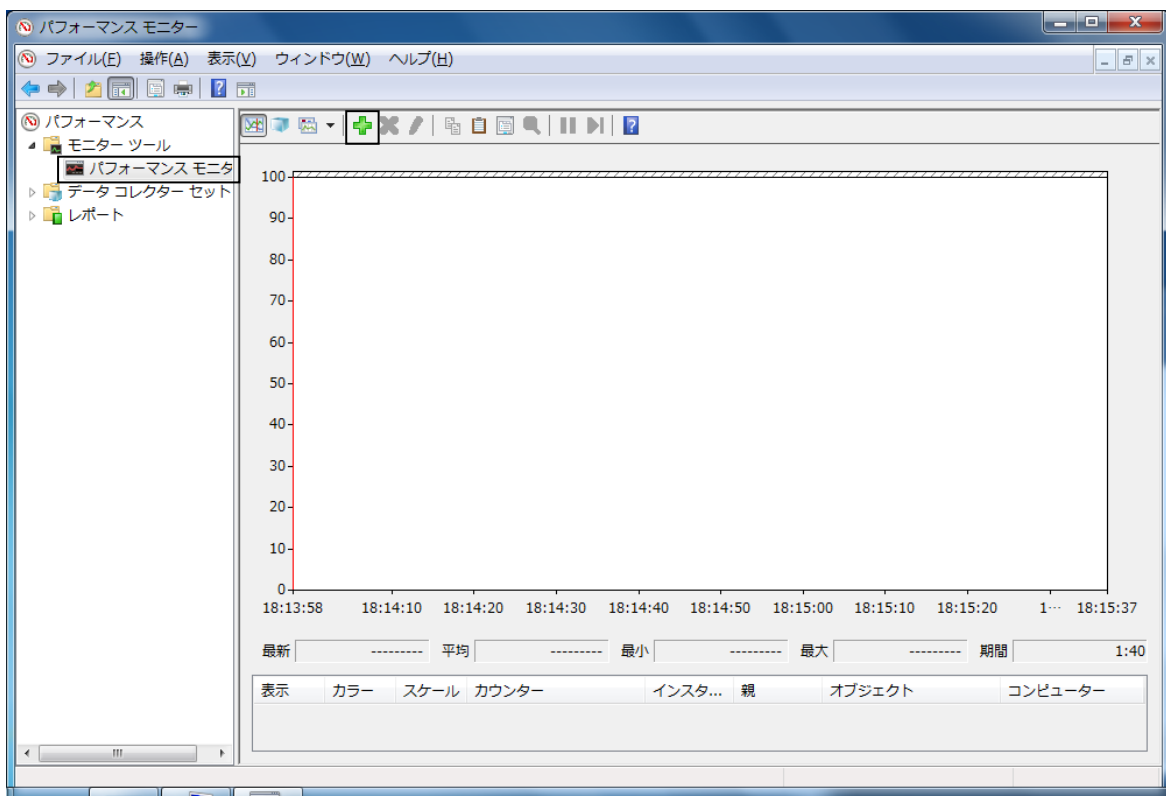 パフォーマンス モニター
ファイル(F) 操作(A) 表示(V) ウィンドウ(W) ヘルプ(H)
パフォーマンス
モニター ツール
パフォーマンス モニタ
データ コレクター セット
レポート
100
90
80
70
60
50
40
30
20
10
0
18:13:58 18:14:10 18:14:20 18:14:30 18:14:40 18:14:50 18:15:00 18:15:10 18:15:20 1… 18:15:37
最新 --------- 平均 --------- 最小 --------- 最大 --------- 期間 1:40
表示 カラー スケール カウンター インスタ... 親 オブジェクト コンピューター